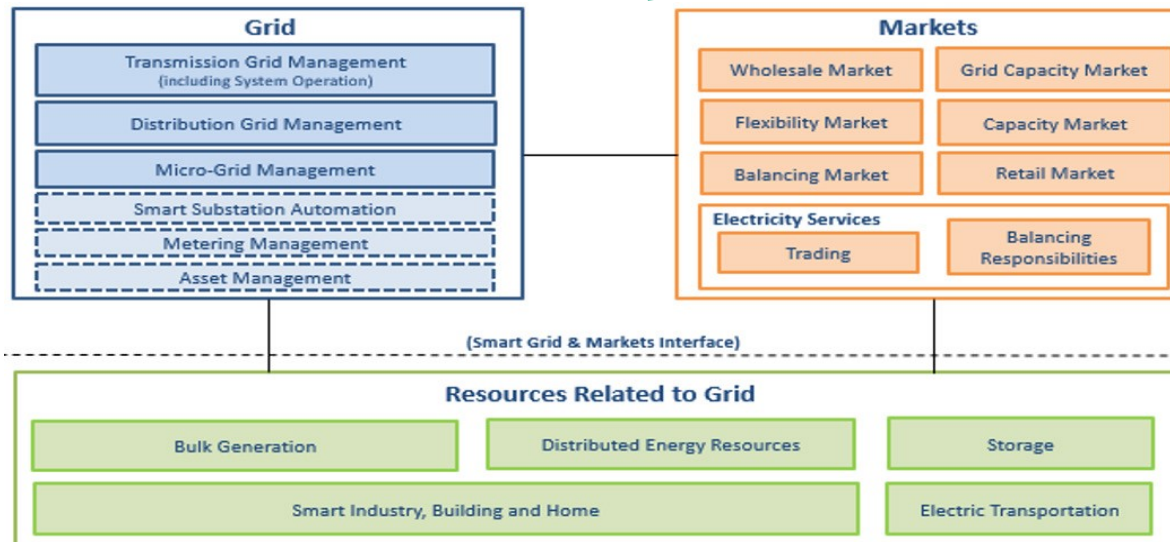 Grid
Transmission Grid Management
(including System Operation)
Distribution Grid Management
Micro-Grid Management
Smart Substation Automation
Metering Management
Asset Management
Markets
Wholesale Market
Grid Capacity Market
Flexibility Market
Capacity Market
Balancing Market
Retail Market
Electricity Services
Trading
Balancing
Responsibilities
(Smart Grid & Markets Interface)
Resources Related to Grid
Bulk Generation
Distributed Energy Resources
Storage
Smart Industry, Building and Home
Electric Transportation